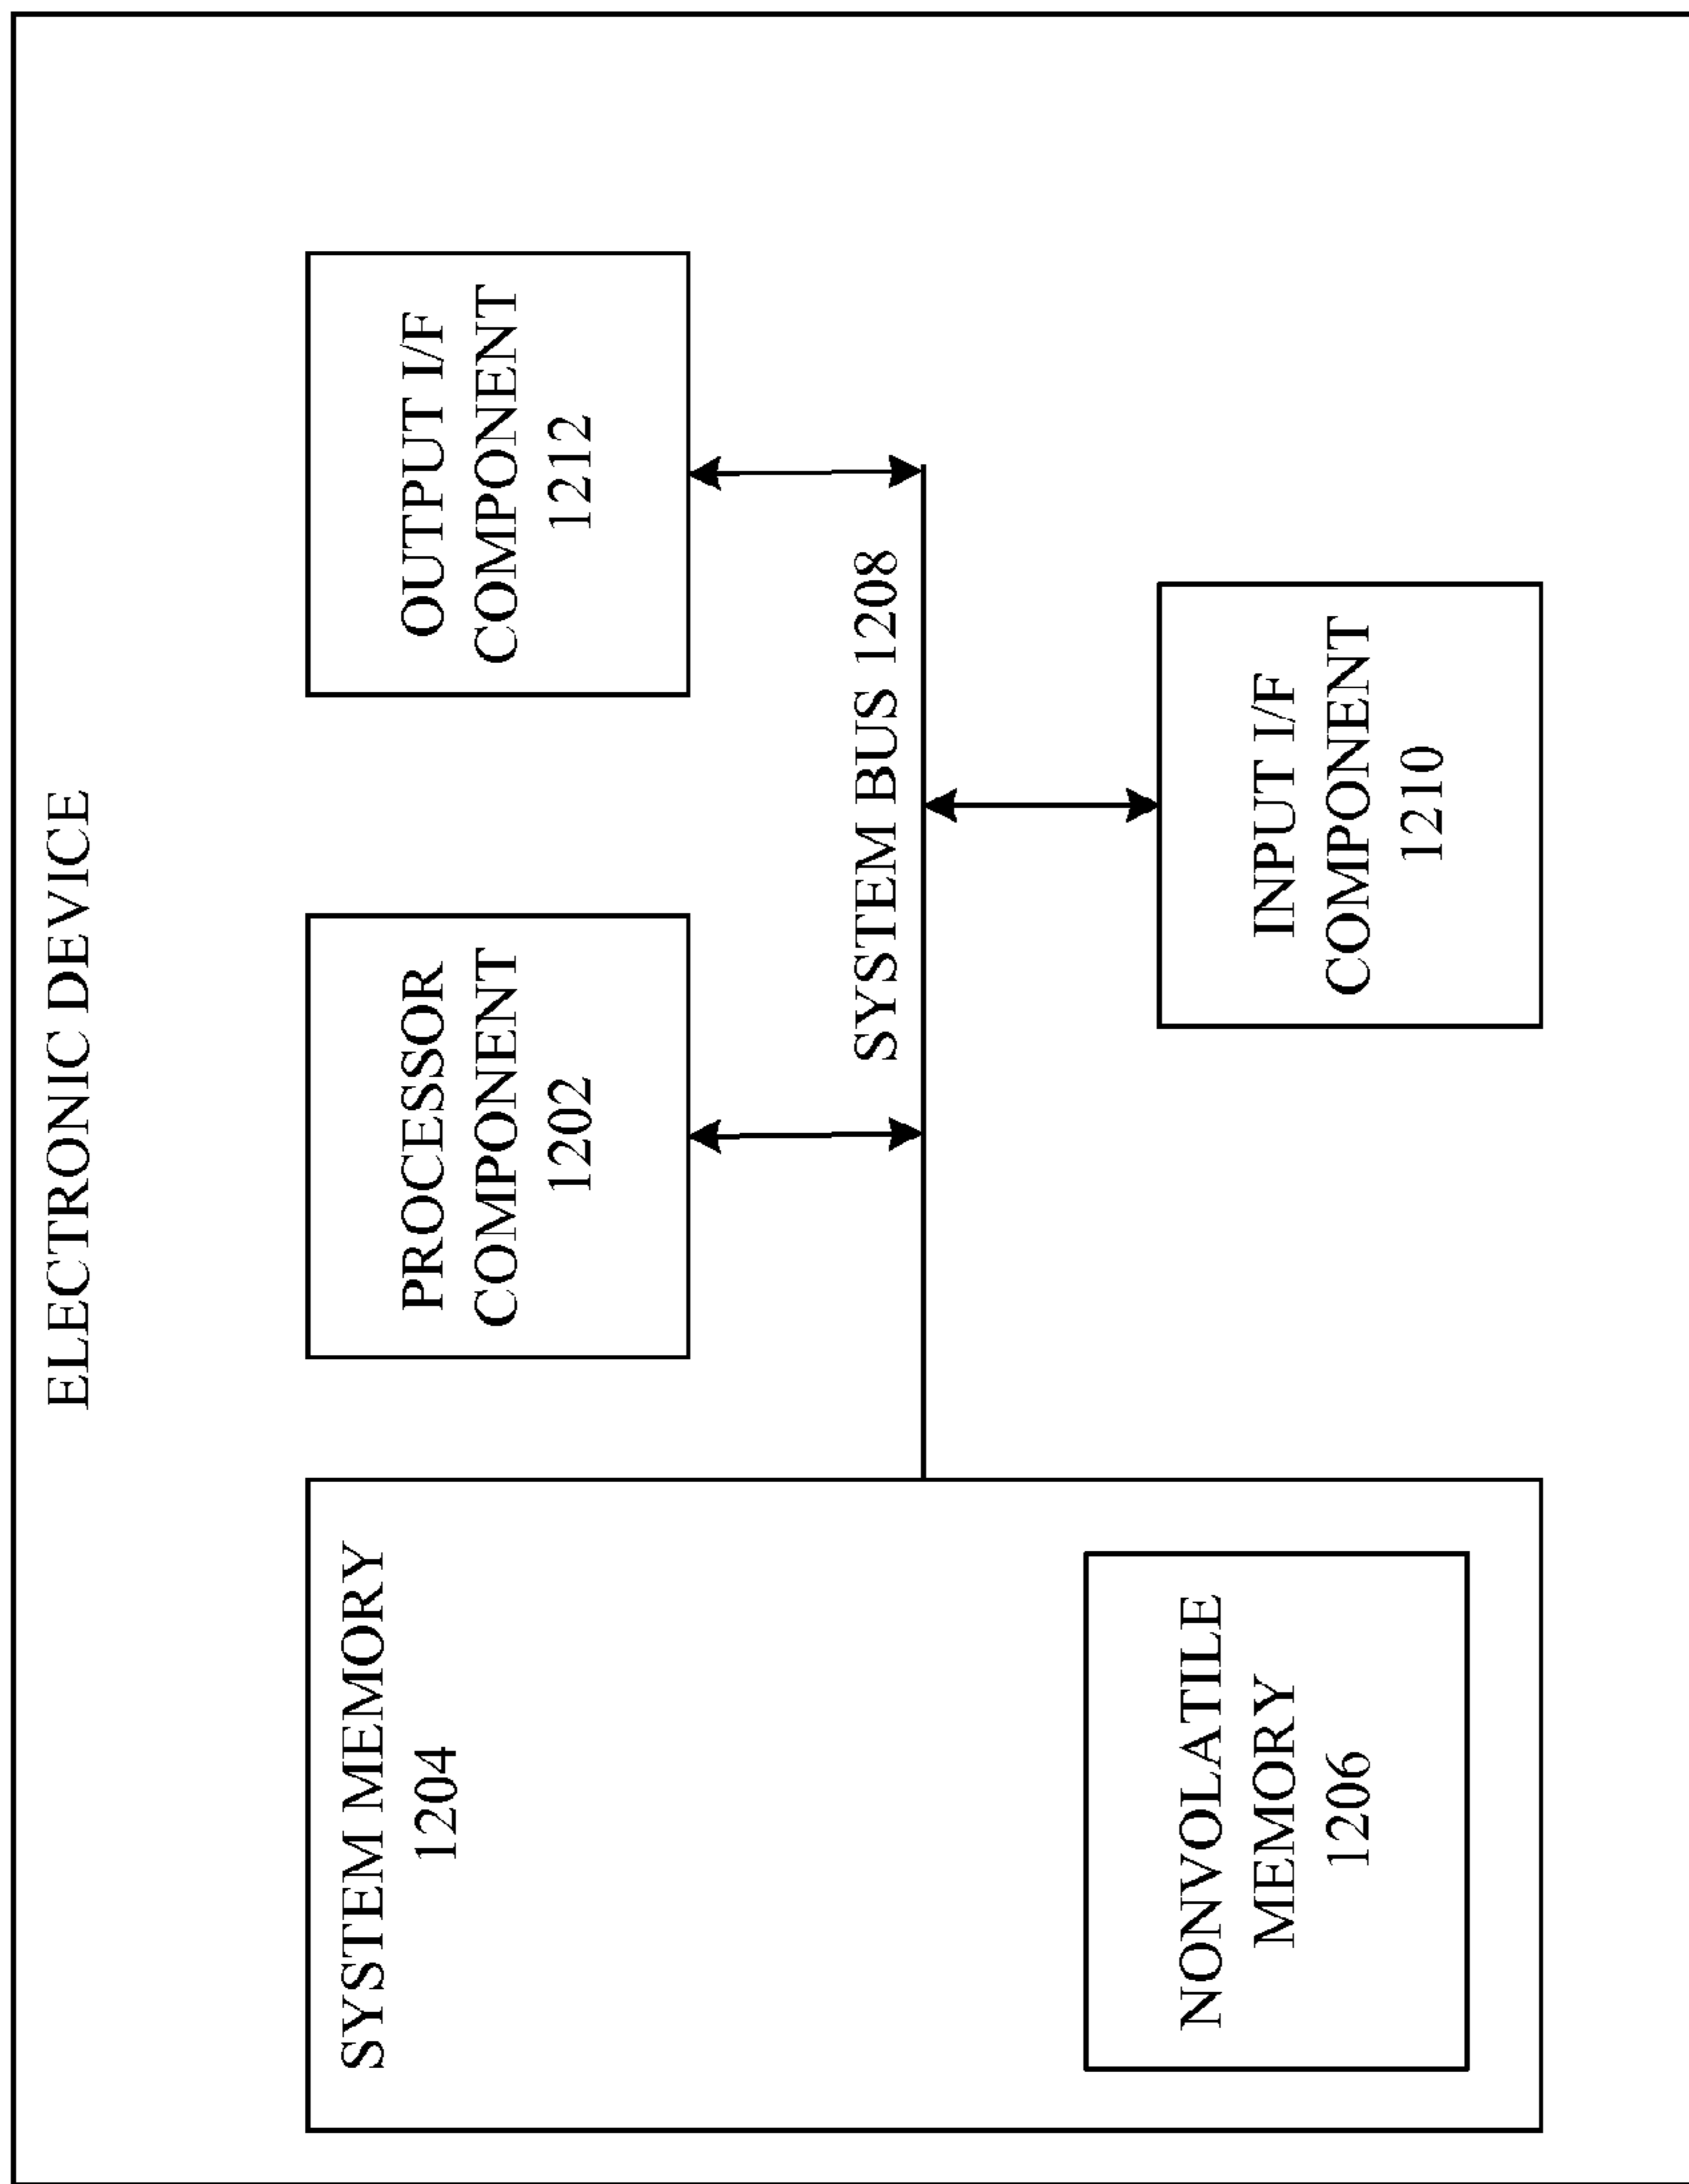 ELECTRONIC DEVICE
SYSTEM MEMORY
1204
NONVOLATILE
MEMORY
1206
PROCESSOR
COMPONENT
1202
OUTPUT I/F
COMPONENT
1212
SYSTEM BUS 1208
INPUT I/F
COMPONENT
1210